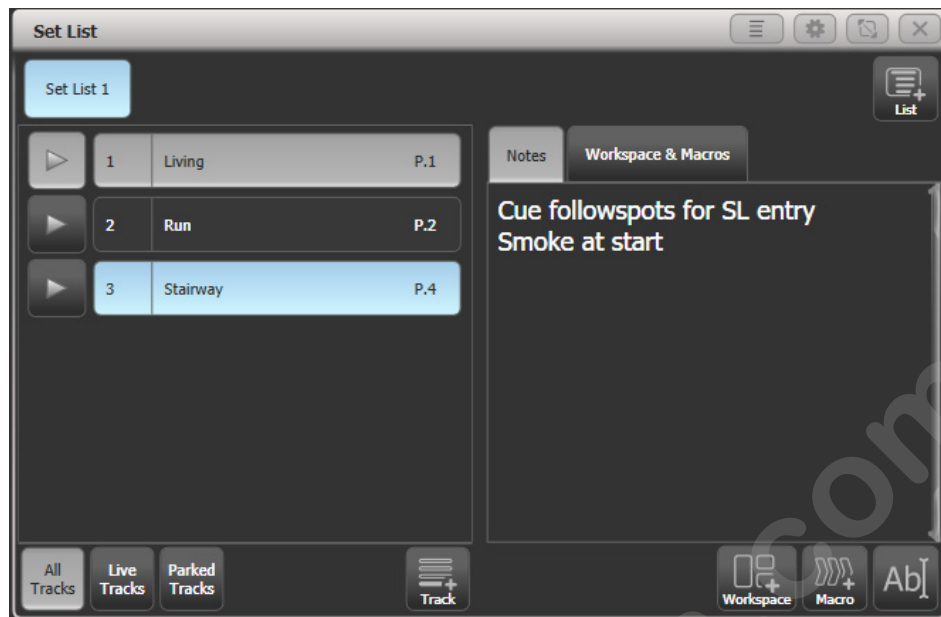 Set List
Set List 1
List
1 Living P.1
2 Run P.2
3 Stairway P.4
Notes
Workspace & Macros
Cue followspots for SL entry
Smoke at start
All
Tracks
Live
Tracks
Parked
Tracks
Track
Workspace
Macro
Ab
com